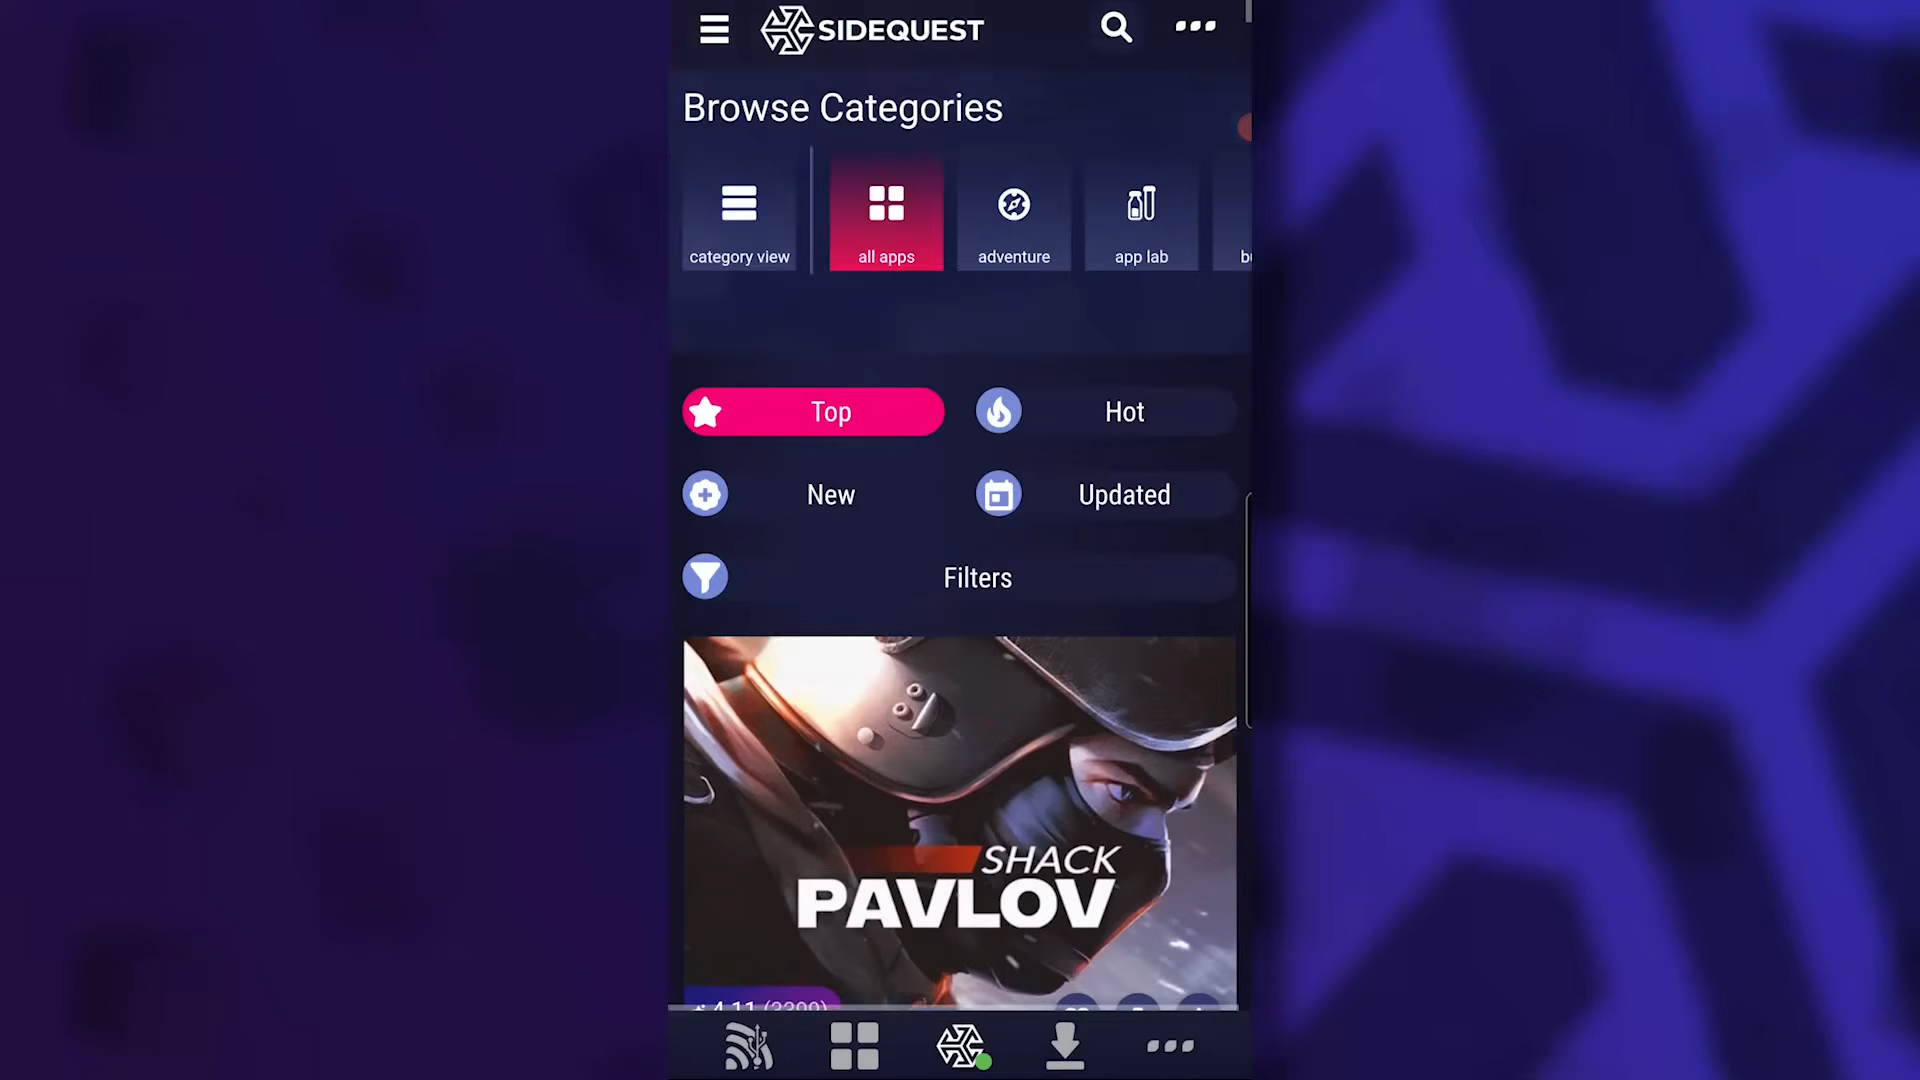 SIDEQUEST
Browse Categories
category view
all apps
adventure
app lab
Top
Hot
New
Updated
Filters
SHACK
PAVLOV